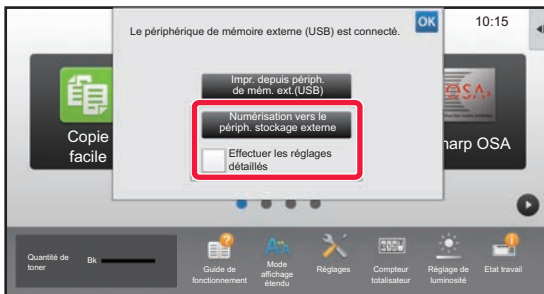 Le périphérique de mémoire externe (USB) est connecté.
OK
10:15
Impr. depuis périph.
de mém. ext.(USB)
Numérisation vers le
périph. stockage externe
Effectuer les réglages
détaillés
Copie
facile
OSA
harp OSA
Quantité de
toner
Bk
Guide de
fonctionnement
Mode
affichage
étendu
Réglages
Compteur
totalisateur
Réglage de
luminosité
Etat travail